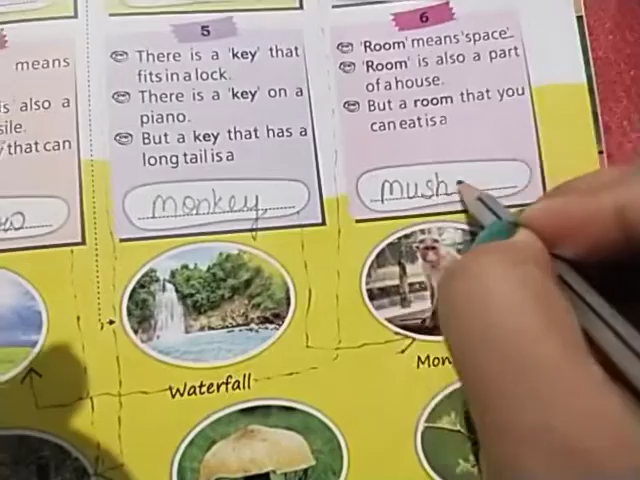 means
is also a
sile.
that can
5
There is a 'key' that
fits in a lock.
There is a 'key' on a
piano.
But a key that has a
long tail is a
monkey
6
'Room' means 'space'.
'Room' is also a part
of a house.
But a room that you
can eat is a
mush
Waterfall
Mon